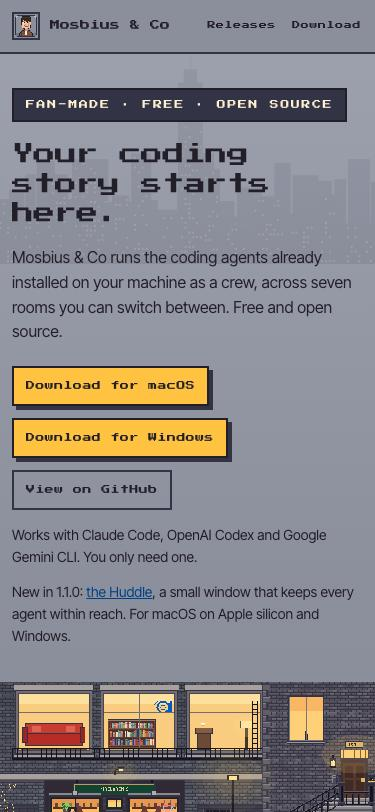 Mosbius & Co
Releases Download
FAN-MADE · FREE · OPEN SOURCE
Your coding
story starts
here.
Mosbius & Co runs the coding agents already
installed on your machine as a crew, across seven
rooms you can switch between. Free and open
source.
Download for macOS
Download for Windows
View on GitHub
Works with Claude Code, OpenAI Codex and Google
Gemini CLI. You only need one.
New in 1.1.0: the Huddle, a small window that keeps every
agent within reach. For macOS on Apple silicon and
Windows.